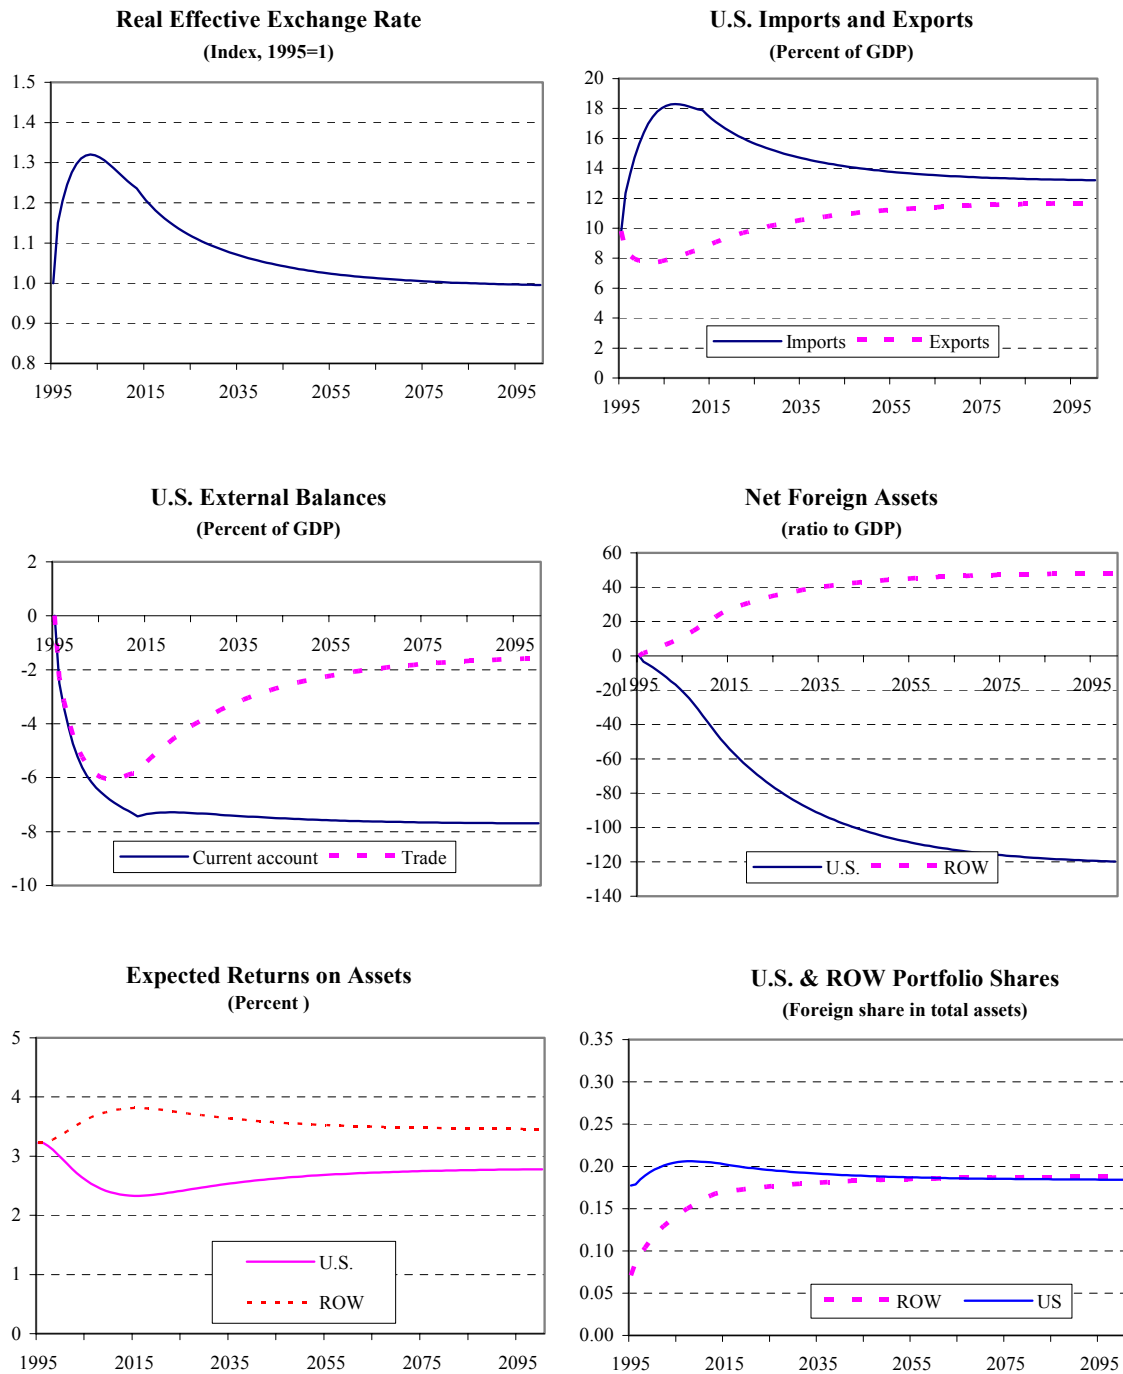 Real Effective Exchange Rate
(Index, 1995=1)
1.5
1.4
1.3
1.2
1.1
1.0
0.9
0.8
1995 2015 2035 2055 2075 2095
U.S. Imports and Exports
(Percent of GDP)
20
18
16
14
12
10
8
6
4
2
0
Imports Exports
1995 2015 2035 2055 2075 2095
U.S. External Balances
(Percent of GDP)
2
0
-2
-4
-6
-8
-10
1995 2015 2035 2055 2075 2095
Current account Trade
Net Foreign Assets
(ratio to GDP)
60
40
20
0
-20
-40
-60
-80
-100
-120
-140
1995 2015 2035 2055 2075 2095
U.S. ROW
Expected Returns on Assets
(Percent )
5
4
3
2
1
0
U.S.
ROW
1995 2015 2035 2055 2075 2095
U.S. & ROW Portfolio Shares
(Foreign share in total assets)
0.35
0.30
0.25
0.20
0.15
0.10
0.05
0.00
ROW US
1995 2015 2035 2055 2075 2095